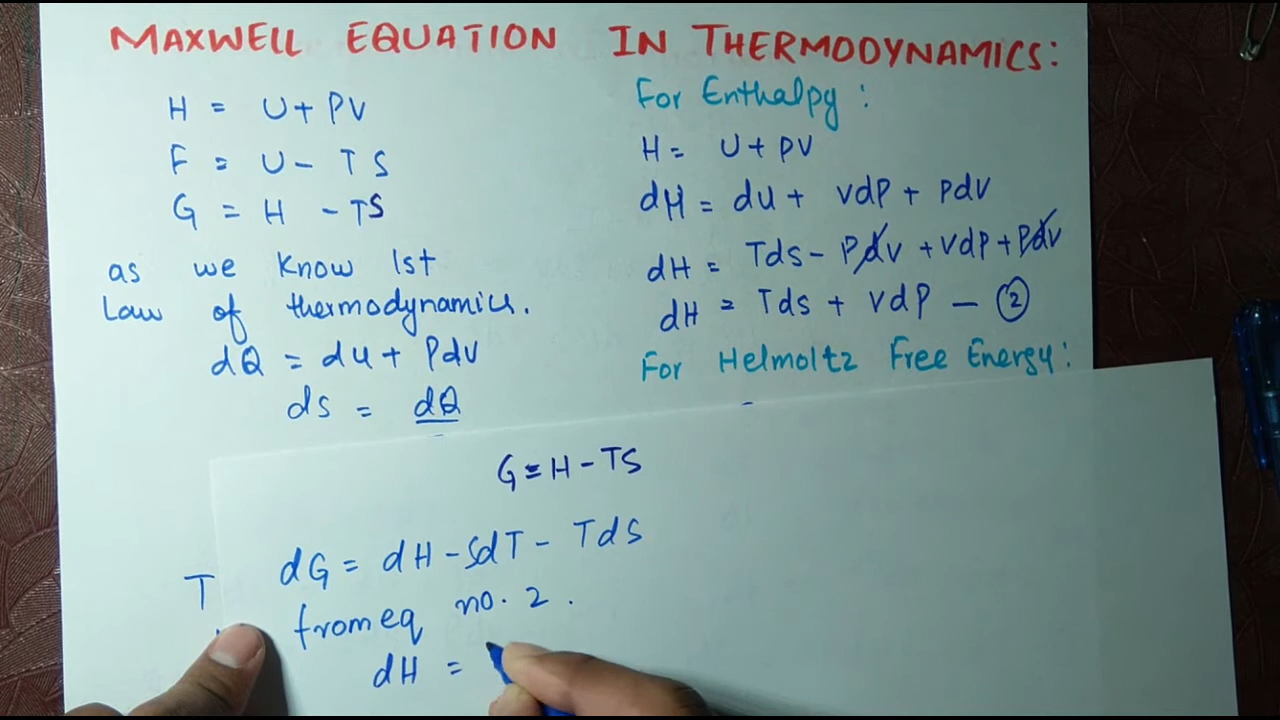 MAXWELL EQUATION IN THERMODYNAMICS:
H = U + PV
F = U - TS
G = H - TS
as we know 1st
Law of thermodynamics.
dQ = du + Pdv
ds = dQ
For Enthalpy:
H = U + PV
dH = du + vdp + pdv
dH = Tds - Pdv + vdp + pdv
dH = Tds + vdp - 2
For Helmoltz Free Energy:
G = H - TS
dG = dH - SdT - TdS
T
from eq no. 2.
dH =